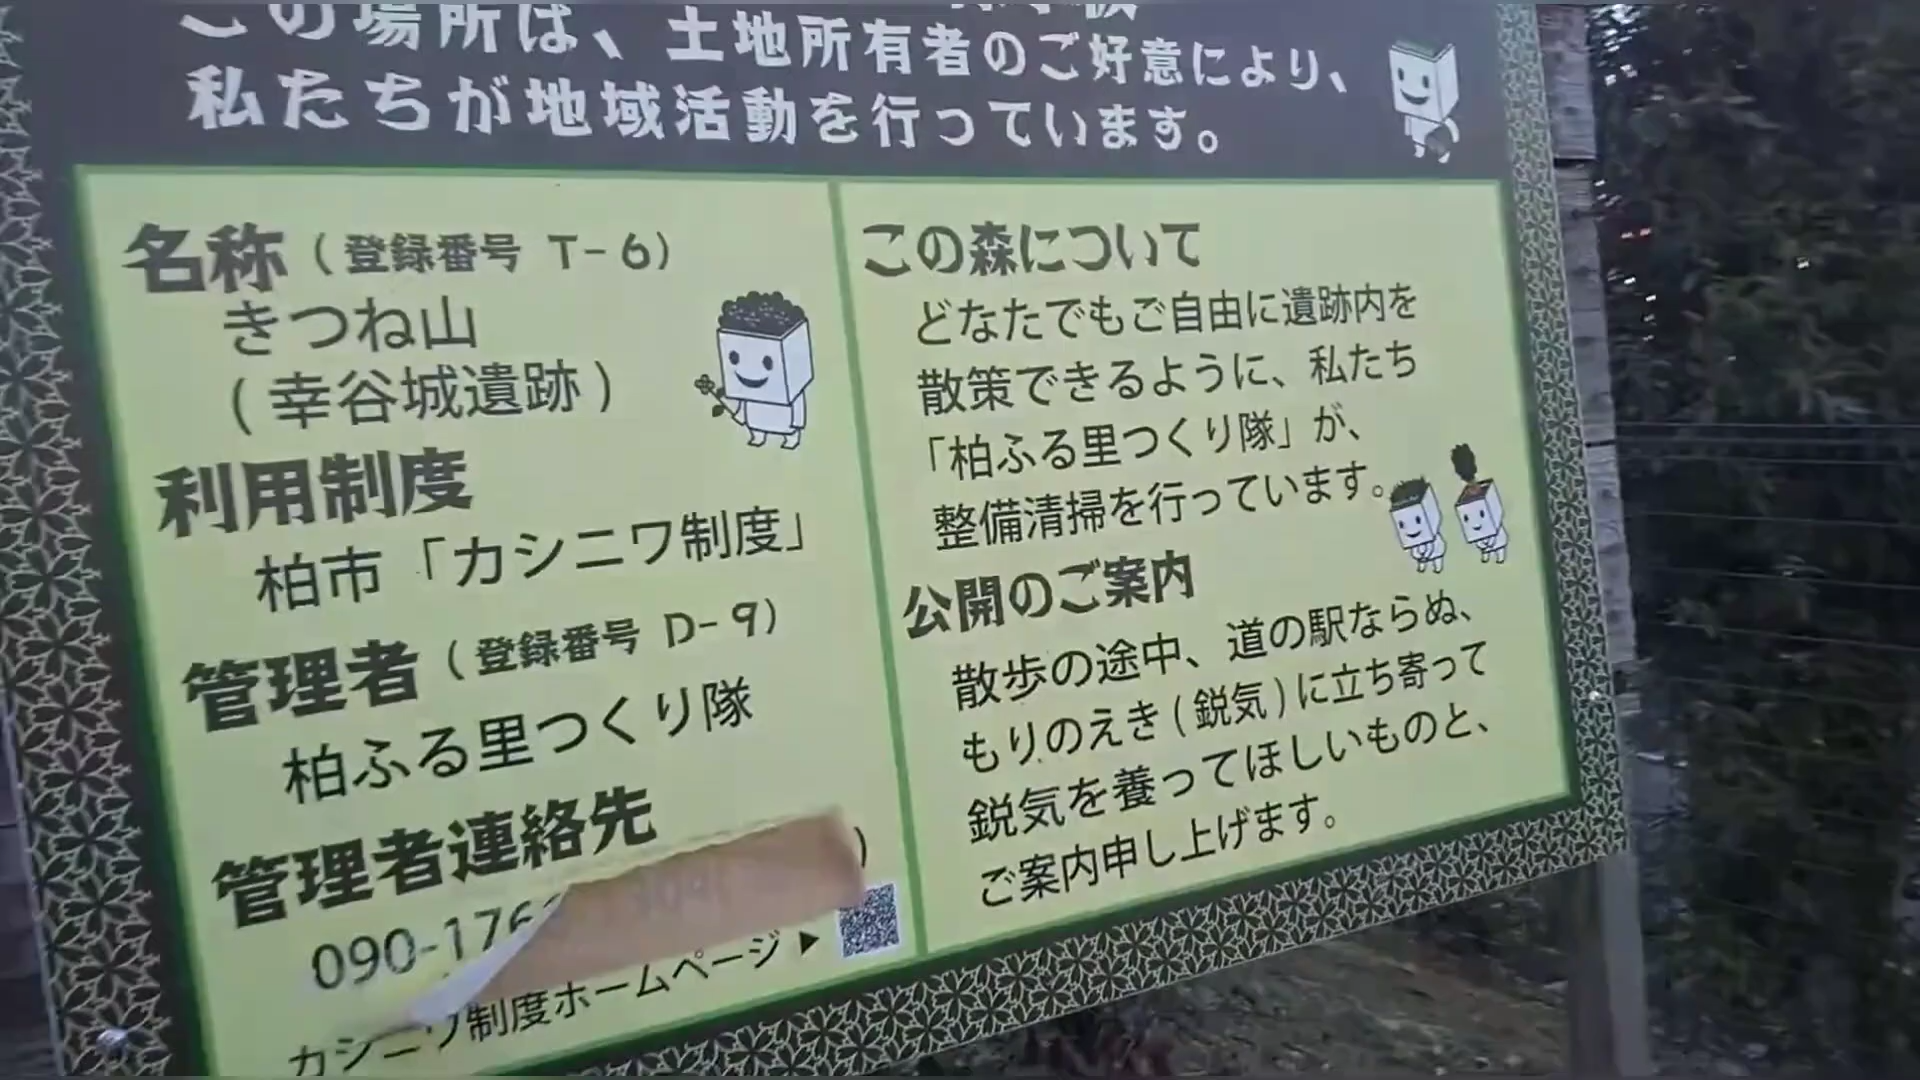 この場所は、土地所有者のご好意により、
私たちが地域活動を行っています。
名称(登録番号 T-6)
きつね山
(幸谷城遺跡)
利用制度
柏市「カシニワ制度」
管理者(登録番号 D-9)
柏ふる里つくり隊
管理者連絡先
090-176
カシニワ制度ホームページ▶
この森について
どなたでもご自由に遺跡内を
散策できるように、私たち
「柏ふる里つくり隊」が、
整備清掃を行っています。
公開のご案内
散歩の途中、道の駅ならぬ、
もりのえき(鋭気)に立ち寄って
鋭気を養ってほしいものと、
ご案内申し上げます。